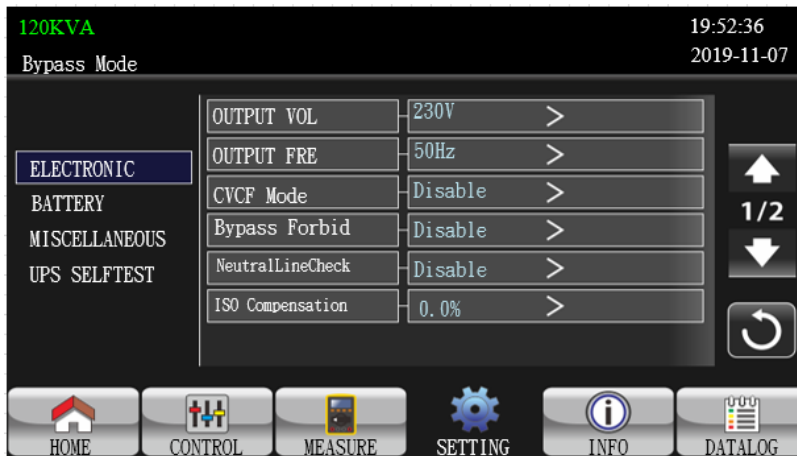 120KVA
19:52:36
Bypass Mode
2019-11-07
OUTPUT VOL 230V >
OUTPUT FRE 50Hz >
ELECTRONIC
CVCF Mode Disable >
BATTERY
1/2
Bypass Forbid Disable >
MISCELLANEOUS
NeutralLineCheck Disable >
UPS SELFTEST
ISO Compensation 0.0% >
HOME CONTROL MEASURE SETTING INFO DATALOG